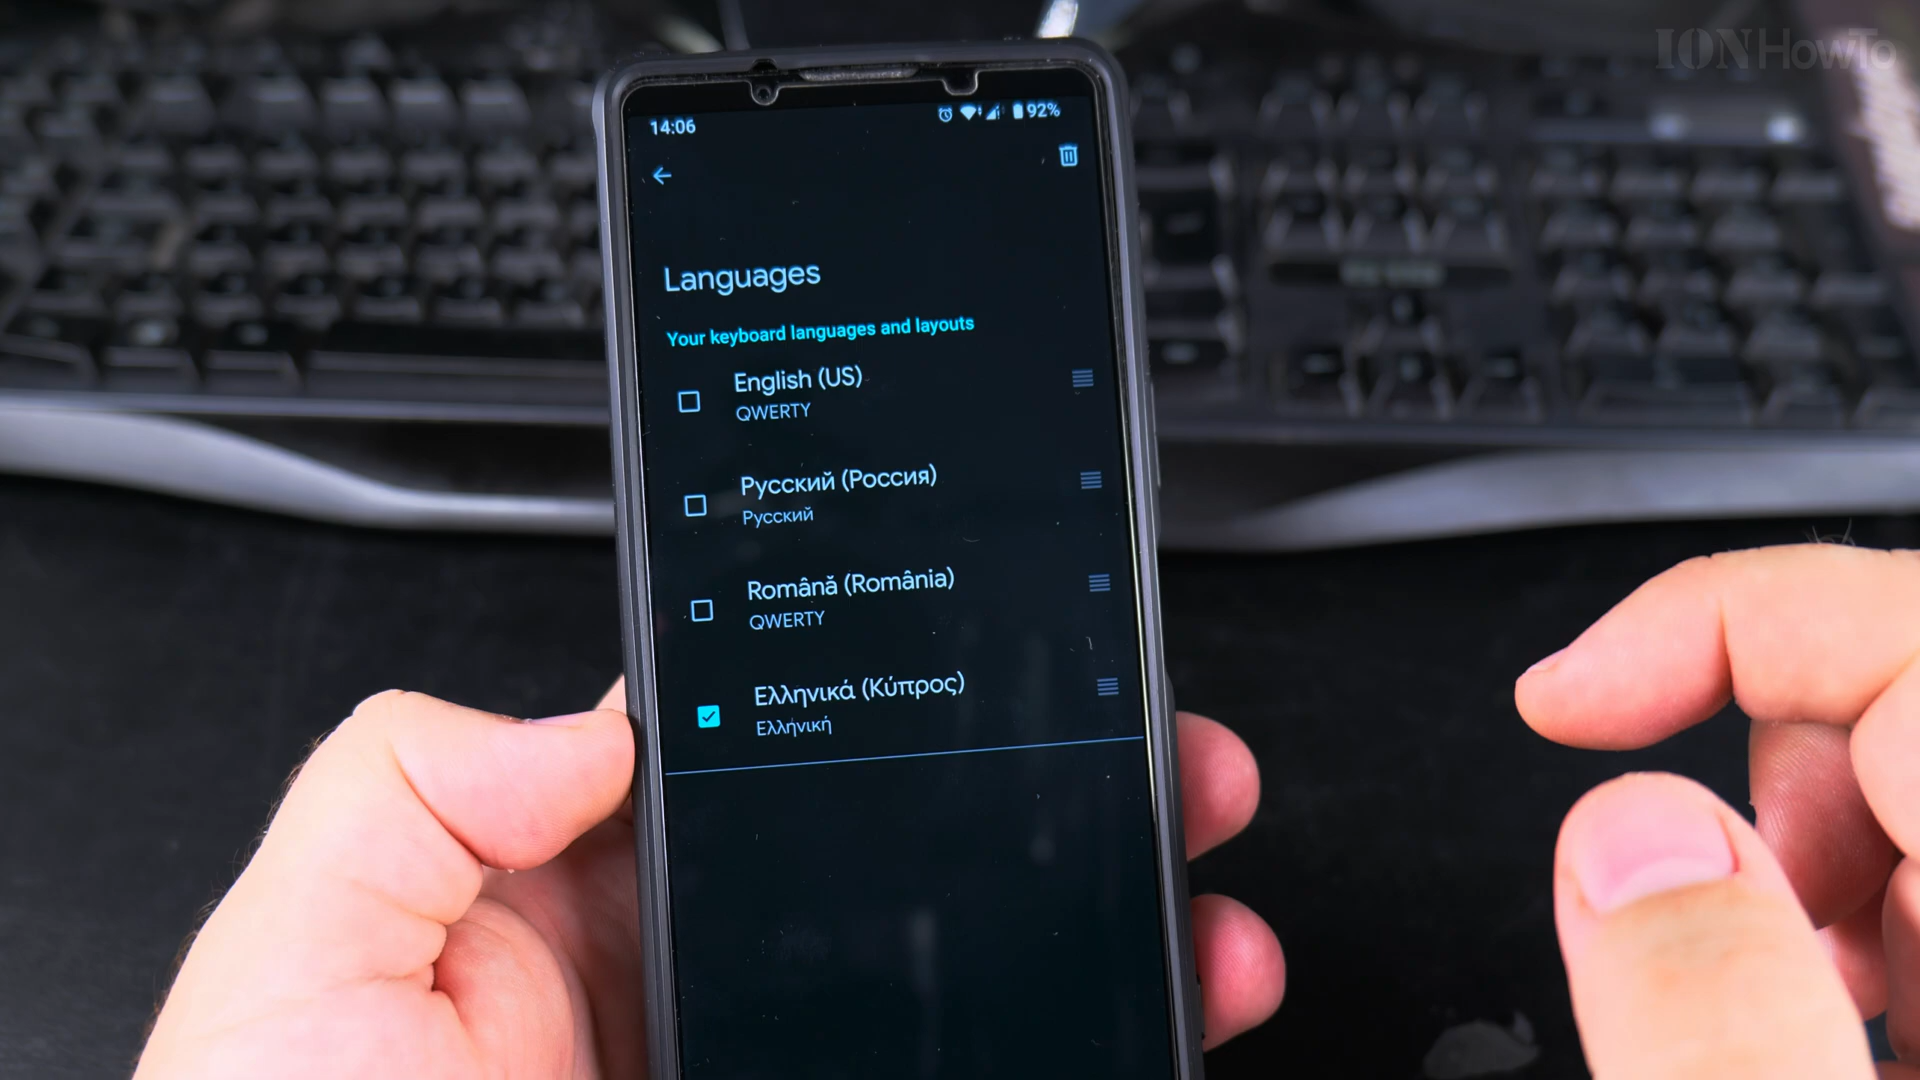 IONHowTo
14:06
92%
Languages
Your keyboard languages and layouts
English (US)
QWERTY
Русский (Россия)
Русский
Română (România)
QWERTY
Ελληνικά (Κύπρος)
Ελληνική